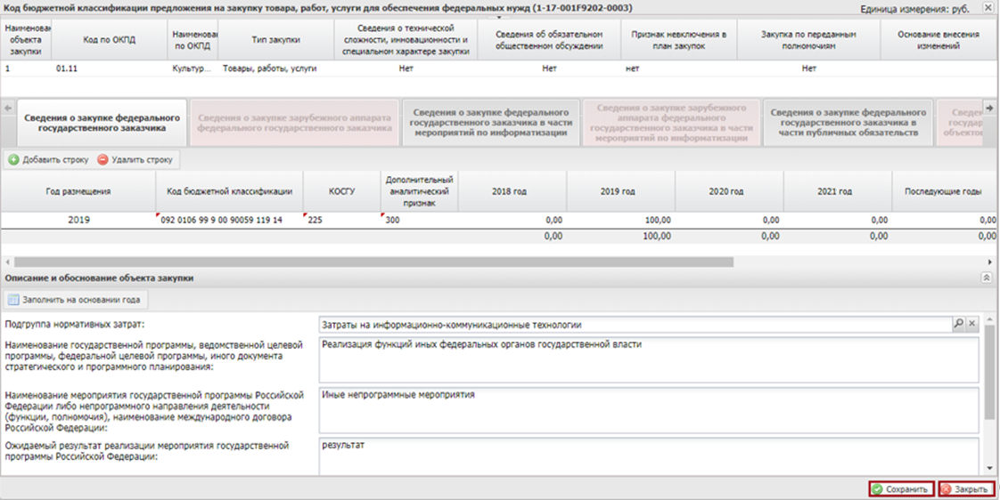 Код бюджетной классификации предложения на закупку товара, работ, услуги для обеспечения федеральных нужд (1-17-001F9202-0003)
Единица измерения: руб.
Наименован объекта закупки
Код по ОКПД
Наименован по ОКПД
Тип закупки
Сведения о технической сложности, инновационности и специальном характере закупки
Сведения об обязательном общественном обсуждении
Признак невключения в план закупок
Закупка по переданным полномочиям
Основание внесения изменений
1 01.11 Культур... Товары, работы, услуги Нет Нет нет Нет
Сведения о закупке федерального государственного заказчика
Сведения о закупке зарубежного аппарата федерального государственного заказчика
Сведения о закупке федерального государственного заказчика в части мероприятий по информатизации
Сведения о закупке зарубежного аппарата федерального государственного заказчика в части мероприятий по информатизации
Сведения о закупке федерального государственного заказчика в части публичных обязательств
Добавить строку Удалить строку
Год размещения
Код бюджетной классификации
КОСГУ
Дополнительный аналитический признак
2018 год
2019 год
2020 год
2021 год
Последующие годы
2019 092 0106 99 9 00 90059 119 14 225 300 0,00 100,00 0,00 0,00 0,00
0,00 100,00 0,00 0,00 0,00
Описание и обоснование объекта закупки
Заполнить на основании года
Подгруппа нормативных затрат:
Затраты на информационно-коммуникационные технологии
Наименование государственной программы, ведомственной целевой
программы, федеральной целевой программы, иного документа
стратегического и программного планирования:
Реализация функций иных федеральных органов государственной власти
Наименование мероприятия государственной программы Российской
Федерации либо непрограммного направления деятельности
(функции, полномочия), наименование международного договора
Российской Федерации:
Иные непрограммные мероприятия
Ожидаемый результат реализации мероприятия государственной
программы Российской Федерации:
результат
Сохранить Закрыть